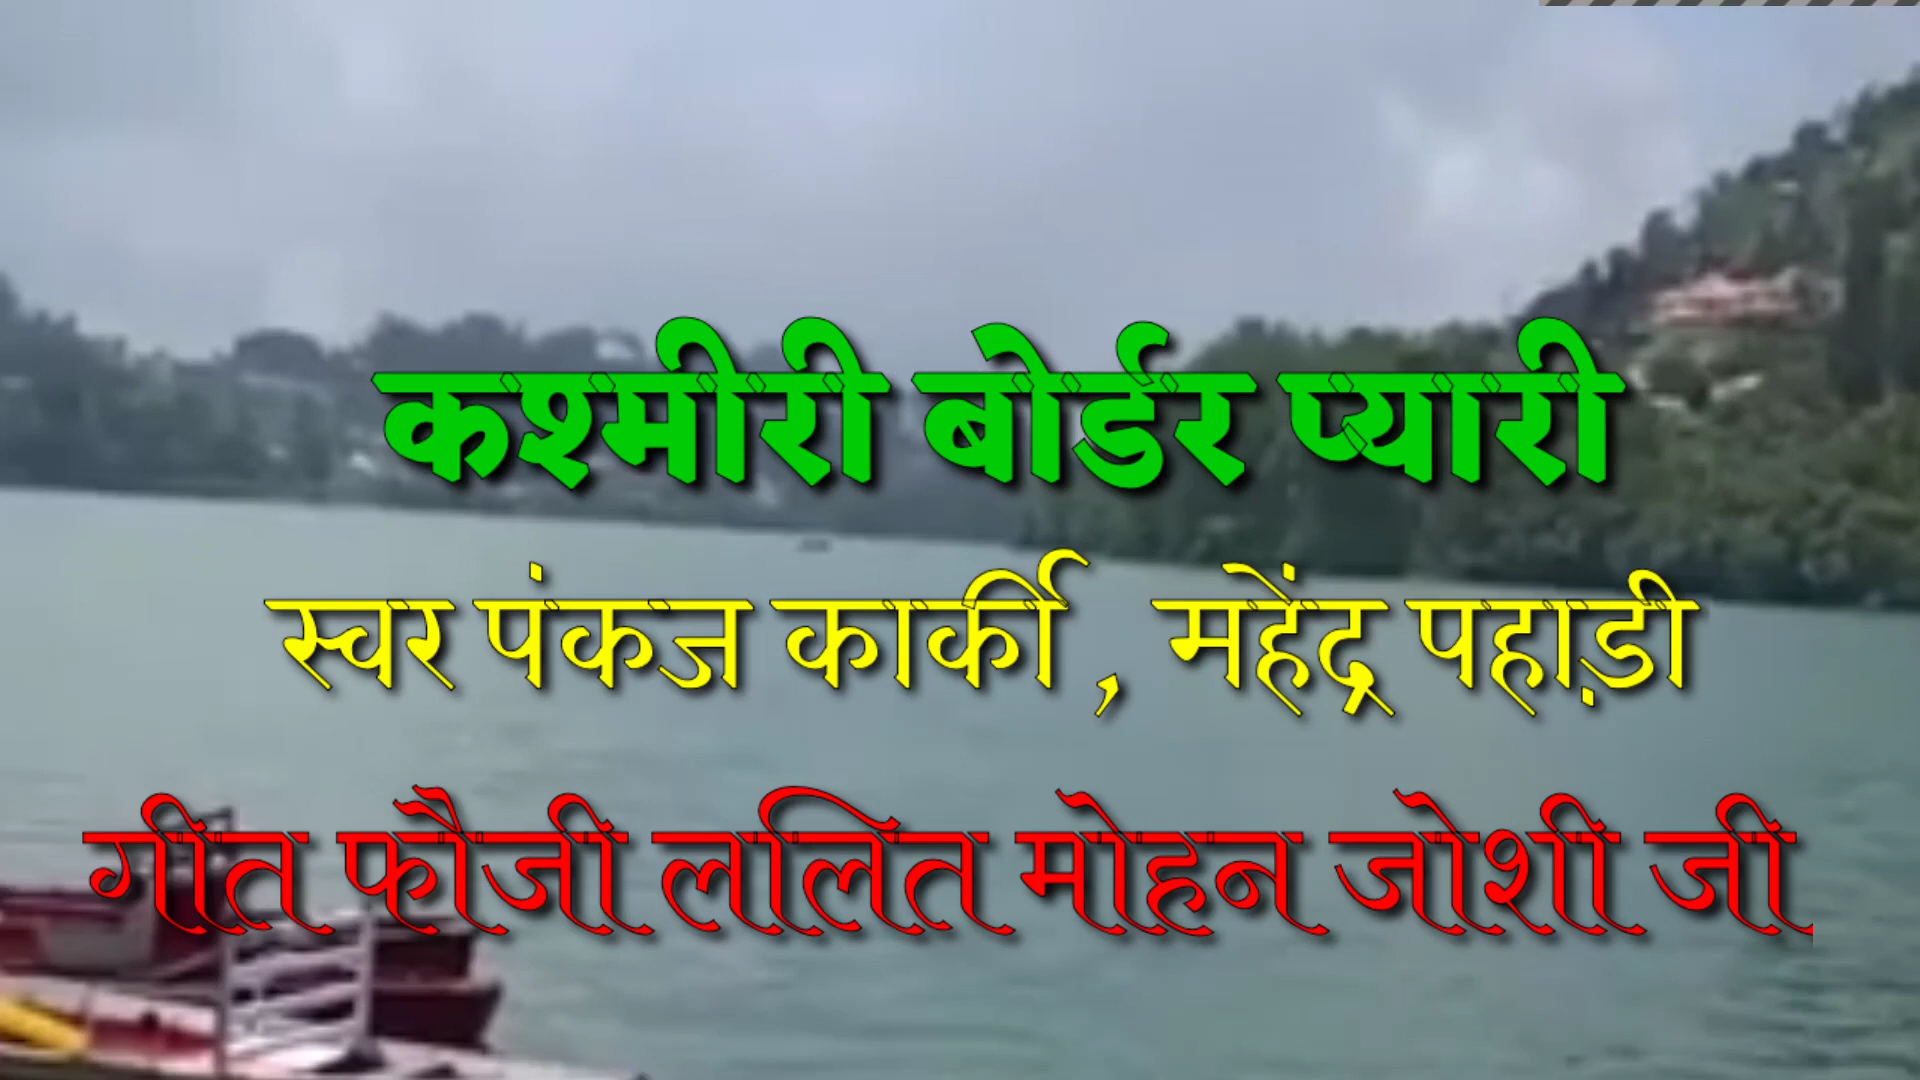 कश्मीरी बोर्डर प्यारी
स्वर पंकज कार्की , महेंद्र पहाड़ी
गीत फौजी ललित मोहन जोशी जी